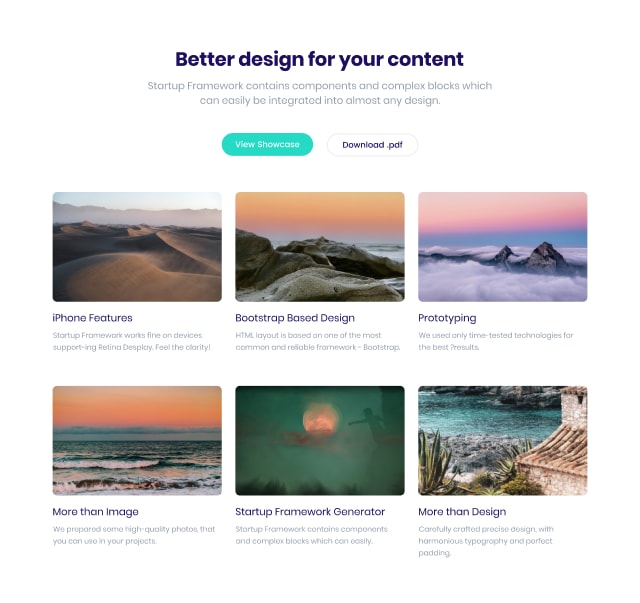 Better design for your content
Startup Framework contains components and complex blocks which
can easily be integrated into almost any design.
View Showcase
Download .pdf
iPhone Features
Startup Framework works fine on devices
support-ing Retina Desplay. Feel the clarity!
Bootstrap Based Design
HTML layout is based on one of the most
common and reliable framework - Bootstrap.
Prototyping
We used only time-tested technologies for
the best ?results.
More than Image
We prepared some high-quality photos, that
you can use in your projects.
Startup Framework Generator
Startup Framework contains components
and complex blocks which can easily.
More than Design
Carefully crafted precise design, with
harmonious typography and perfect
padding.